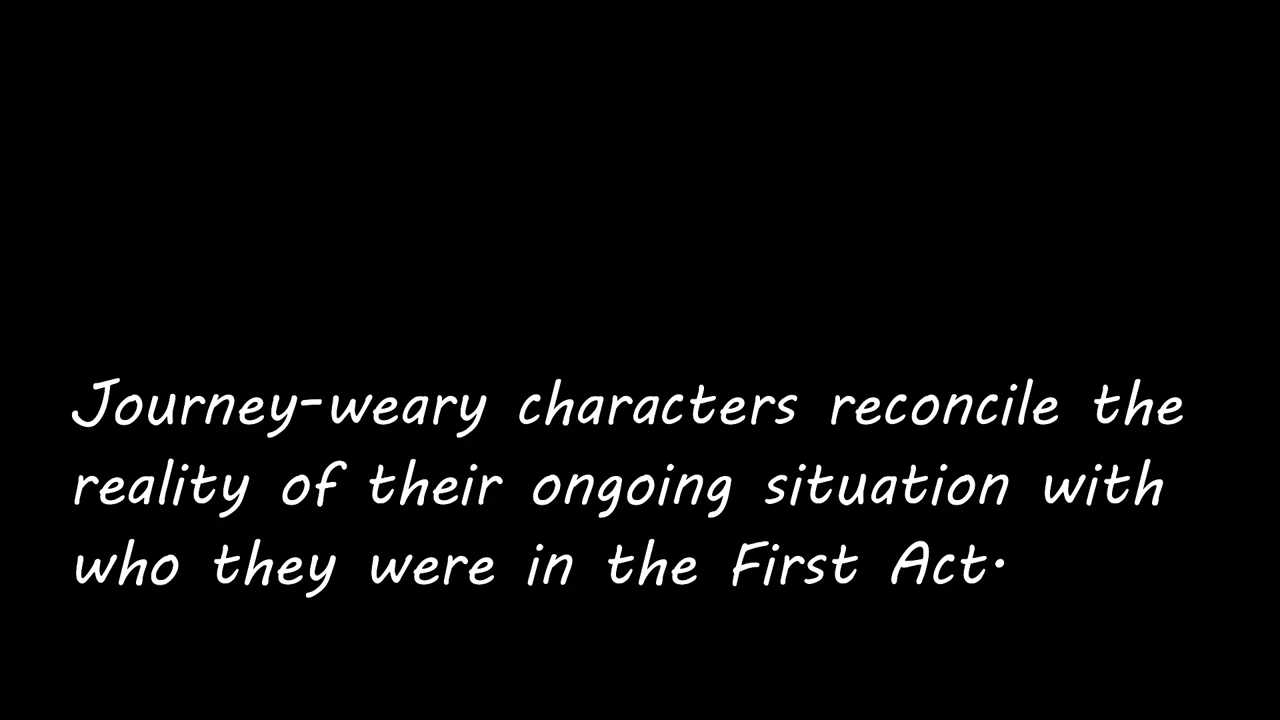 Journey-weary characters reconcile the
reality of their ongoing situation with
who they were in the First Act.